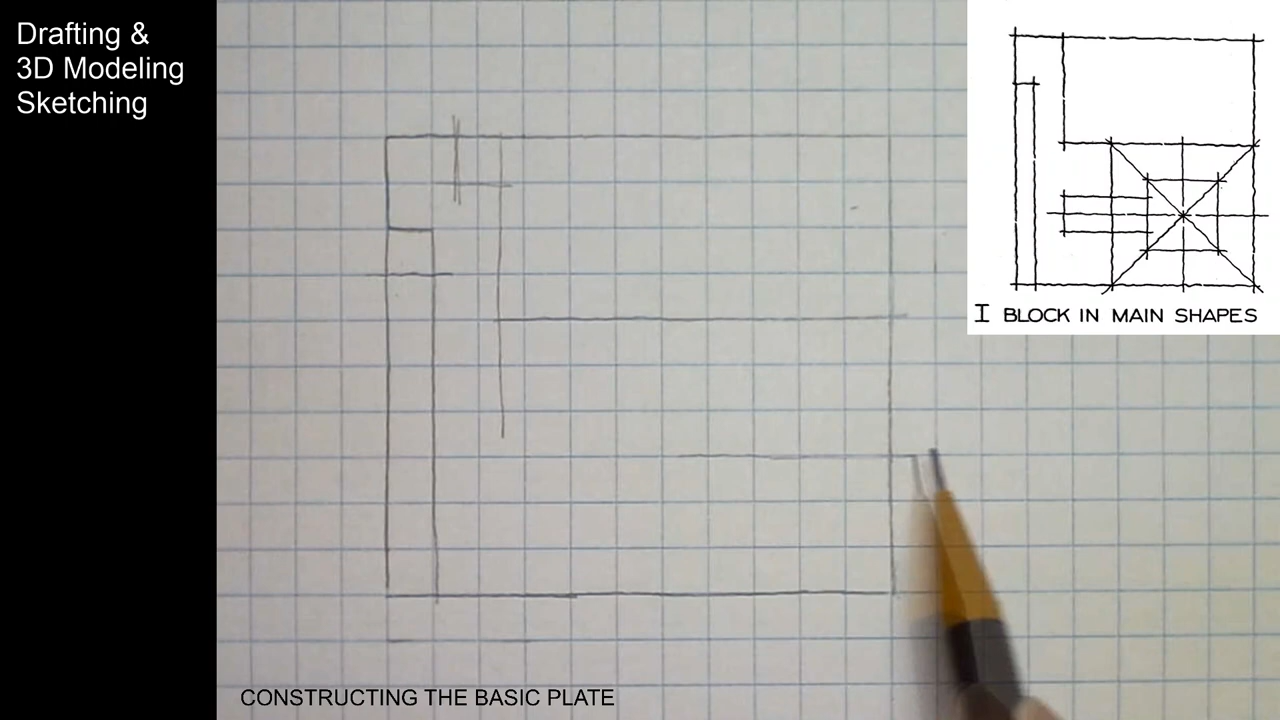 Drafting &
3D Modeling
Sketching
I BLOCK IN MAIN SHAPES
CONSTRUCTING THE BASIC PLATE